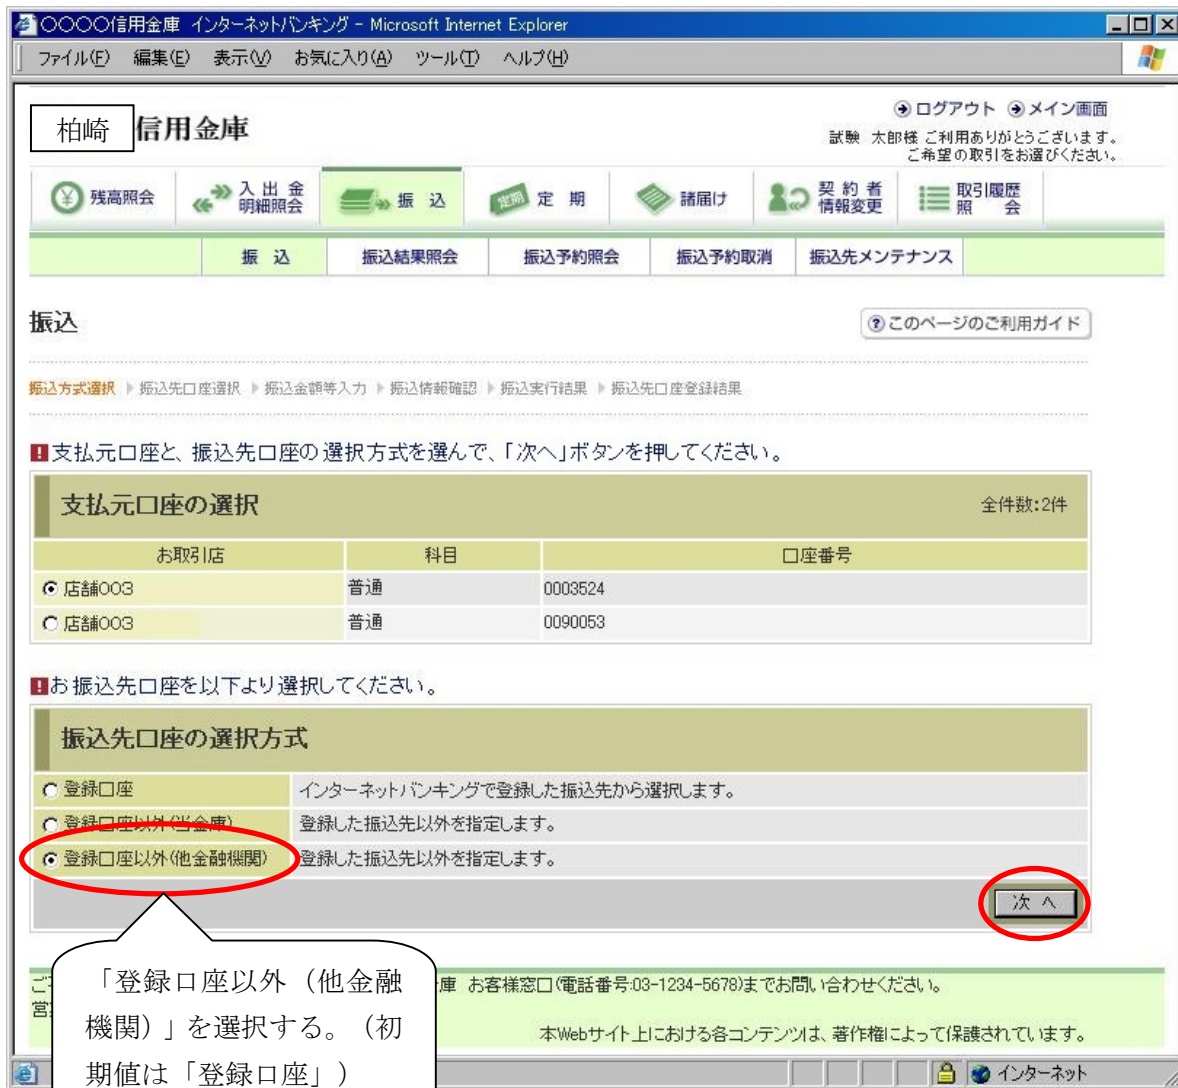 〇〇〇〇信用金庫 インターネットバンキング - Microsoft Internet Explorer
ファイル(F) 編集(E) 表示(V) お気に入り(A) ツール(T) ヘルプ(H)
ログアウト メイン画面
柏崎 信用金庫
試験 太郎様 ご利用ありがとうございます。
ご希望の取引をお選びください。
残高照会 入出金明細照会 振込 定期 諸届け 契約者情報変更 取引履歴照会
振込 振込結果照会 振込予約照会 振込予約取消 振込先メンテナンス
振込 ?このページのご利用ガイド
振込方式選択 振込先口座選択 振込金額等入力 振込情報確認 振込実行結果 振込先口座登録結果
支払元口座と、振込先口座の選択方式を選んで、「次へ」ボタンを押してください。
支払元口座の選択 全件数:2件
お取引店 科目 口座番号
店舗003 普通 0003524
店舗003 普通 0090053
お振込先口座を以下より選択してください。
振込先口座の選択方式
登録口座 インターネットバンキングで登録した振込先から選択します。
登録口座以外(当金庫) 登録した振込先以外を指定します。
登録口座以外(他金融機関) 登録した振込先以外を指定します。
次へ
庫 お客様窓口(電話番号:03-1234-5678)までお問い合わせください。
本Webサイト上における各コンテンツは、著作権によって保護されています。
「登録口座以外（他金融
機関）」を選択する。（初
期値は「登録口座」）
インターネット